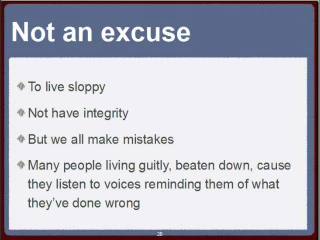 Not an excuse
To live sloppy
Not have integrity
But we all make mistakes
Many people living guitly, beaten down, cause
they listen to voices reminding them of what
they've done wrong